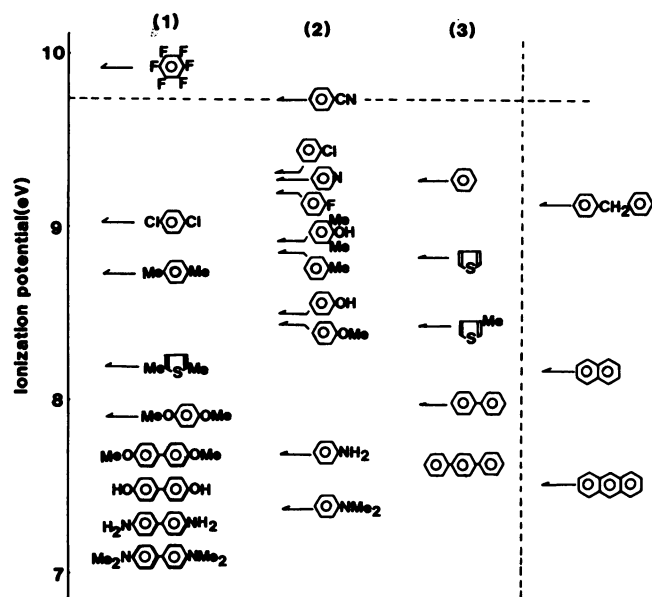 (1) (2) (3)
10
F F
F F
F F
CN
Cl
N
F
Me
OH
Me
CH2
9
Cl Cl
Me Me
Me
S
OH
Me
S
OMe
Me S Me
8
MeO OMe
MeO OMe
NH2
HO OH
NMe2
H2N NH2
Me2N NMe2
7
Ionization potential(eV)